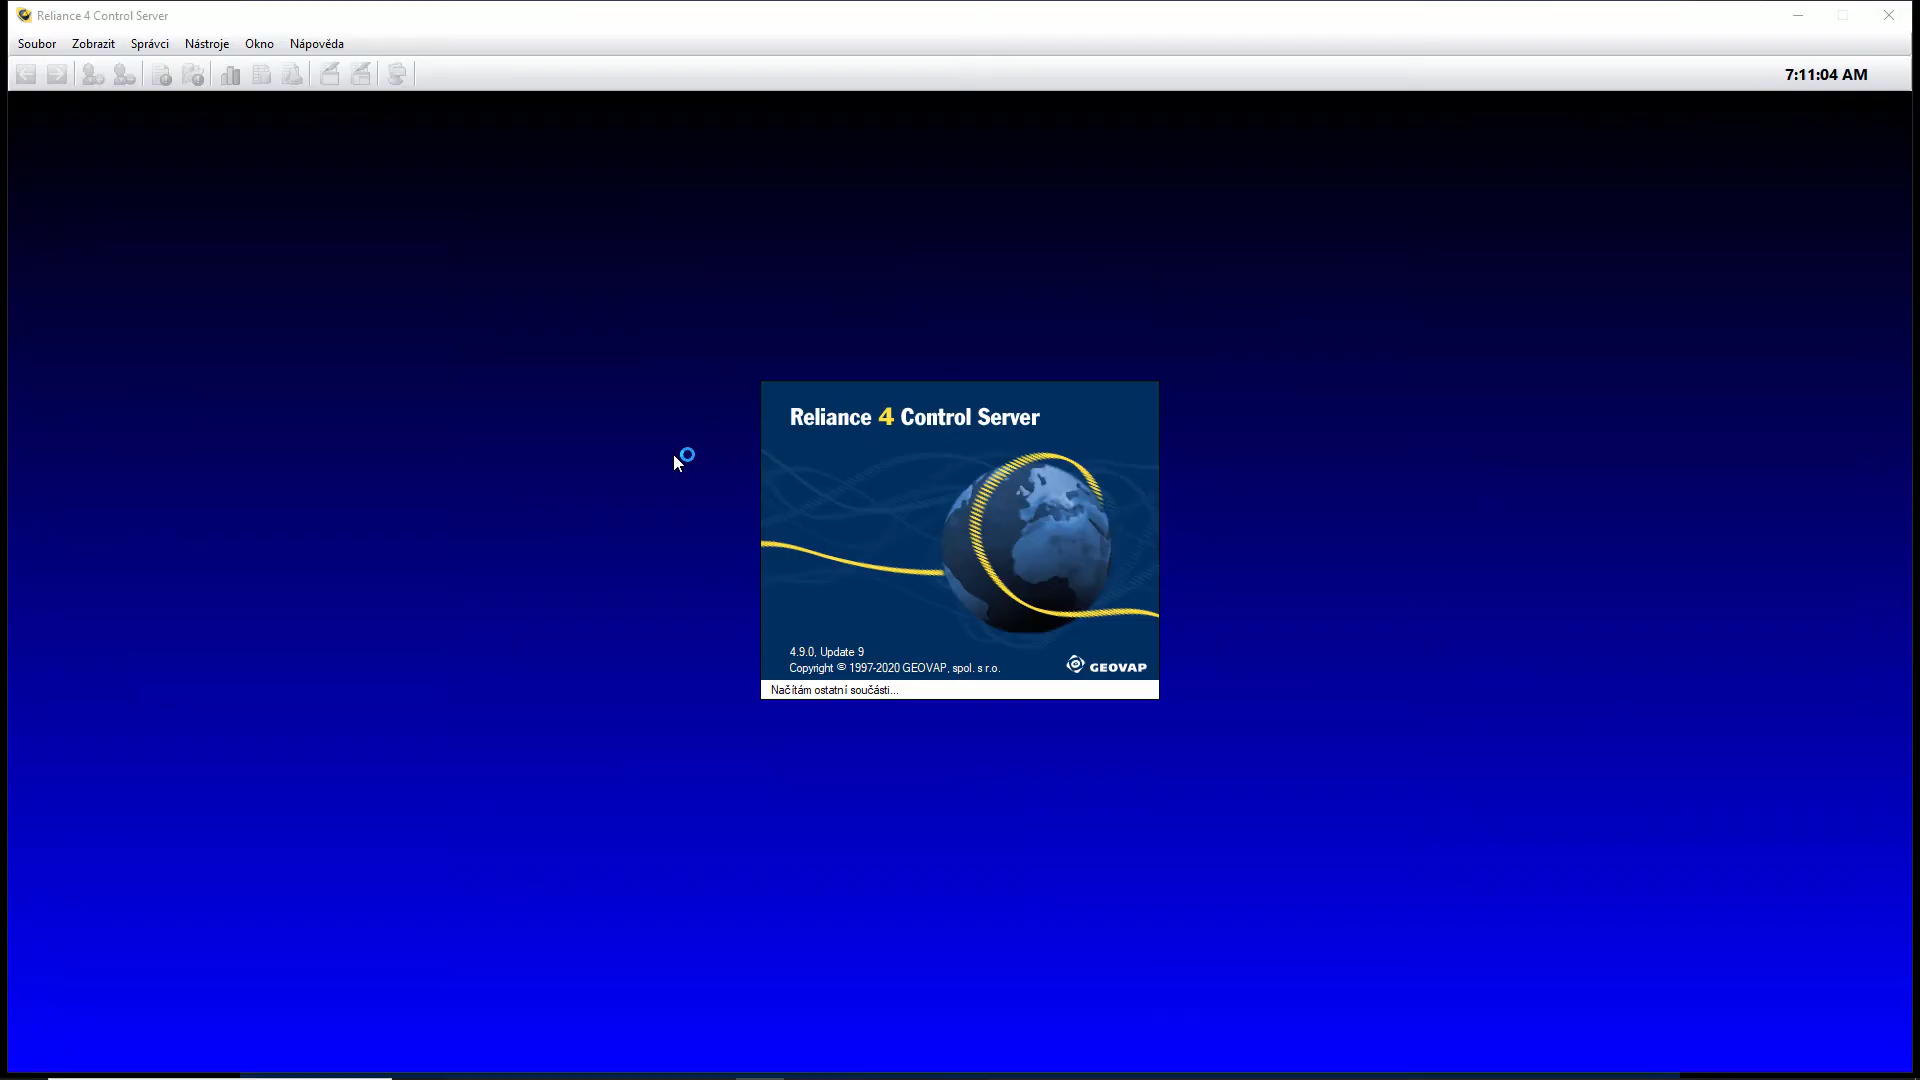 Reliance 4 Control Server
Soubor Zobrazit Správci Nástroje Okno Nápověda
7:11:04 AM
Reliance 4 Control Server
4.9.0, Update 9
Copyright © 1997-2020 GEOVAP, spol. s r.o.
GEOVAP
Načítám ostatní součásti...